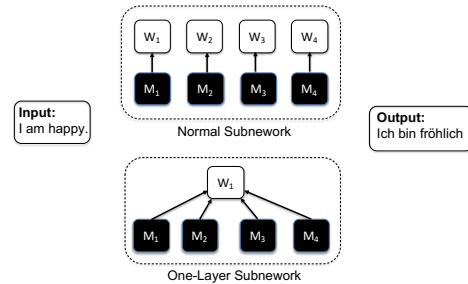 W1 W2 W3 W4
M1 M2 M3 M4
Normal Subnework
Input:
I am happy.
Output:
Ich bin fröhlich
W1
M1 M2 M3 M4
One-Layer Subnework